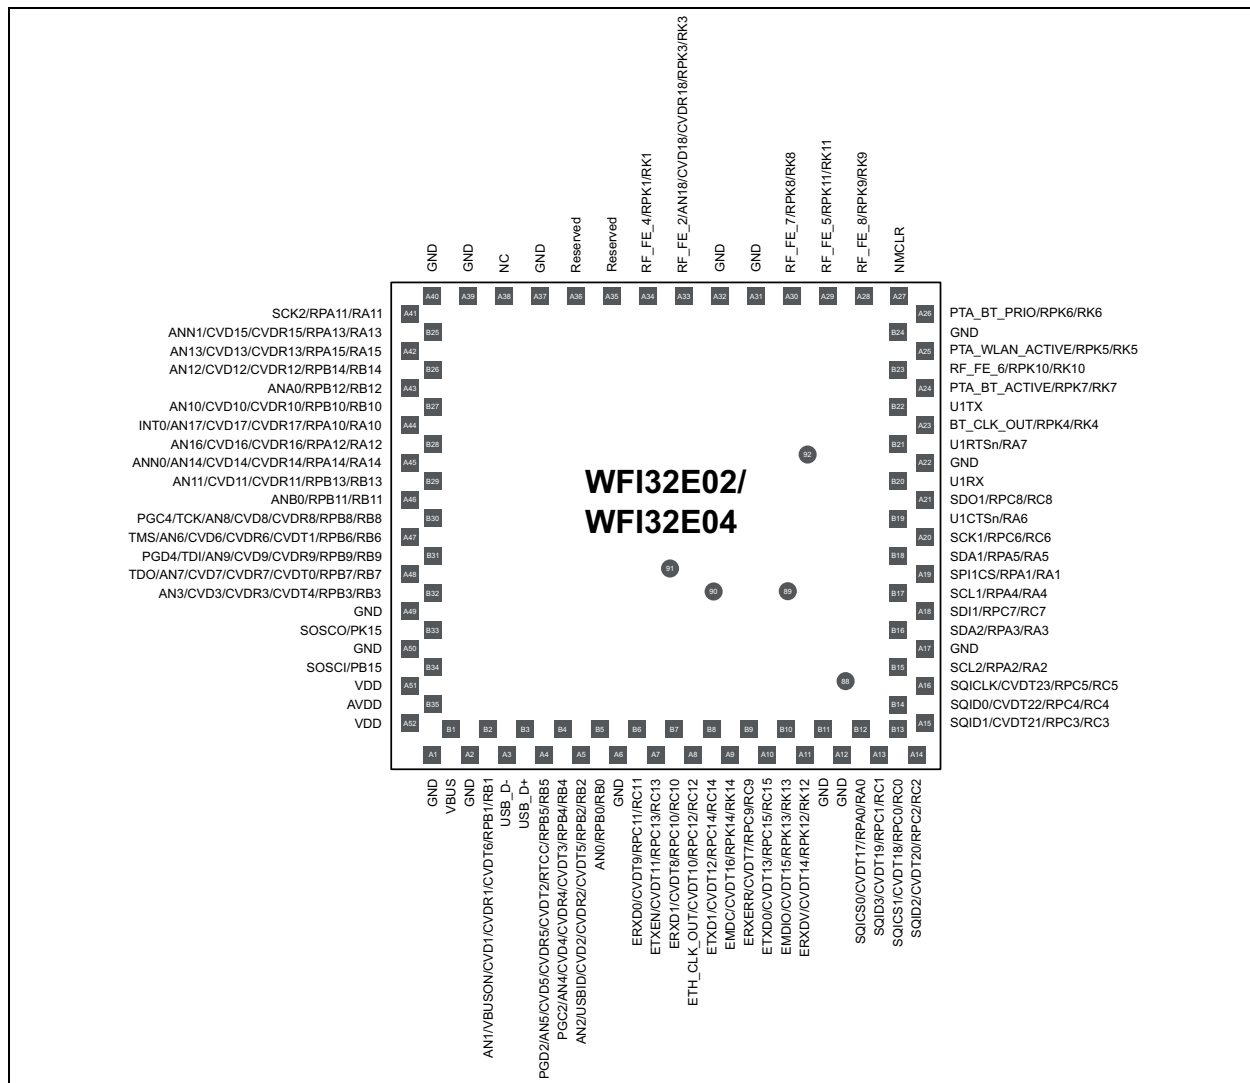 GND
GND
NC
GND
Reserved
Reserved
RF_FE_4/RPK1/RK1
RF_FE_2/AN18/CVD18/CVDR18/RPK3/RK3
GND
GND
RF_FE_7/RPK8/RK8
RF_FE_5/RPK11/RK11
RF_FE_8/RPK9/RK9
NMCLR
A40
A39
A38
A37
A36
A35
A34
A33
A32
A31
A30
A29
A28
A27
SCK2/RPA11/RA11
A41
ANN1/CVD15/CVDR15/RPA13/RA13
B25
AN13/CVD13/CVDR13/RPA15/RA15
A42
AN12/CVD12/CVDR12/RPB14/RB14
B26
ANA0/RPB12/RB12
A43
AN10/CVD10/CVDR10/RPB10/RB10
B27
INT0/AN17/CVD17/CVDR17/RPA10/RA10
A44
AN16/CVD16/CVDR16/RPA12/RA12
B28
ANN0/AN14/CVD14/CVDR14/RPA14/RA14
A45
AN11/CVD11/CVDR11/RPB13/RB13
B29
ANB0/RPB11/RB11
A46
PGC4/TCK/AN8/CVD8/CVDR8/RPB8/RB8
B30
TMS/AN6/CVD6/CVDR6/CVDT1/RPB6/RB6
A47
PGD4/TDI/AN9/CVD9/CVDR9/RPB9/RB9
B31
TDO/AN7/CVD7/CVDR7/CVDT0/RPB7/RB7
A48
AN3/CVD3/CVDR3/CVDT4/RPB3/RB3
B32
GND
A49
SOSCO/PK15
B33
GND
A50
SOSCI/PB15
B34
VDD
A51
AVDD
B35
VDD
A52
WFI32E02/
WFI32E04
92
91
90
89
88
A26
PTA_BT_PRIO/RPK6/RK6
B24
GND
A25
PTA_WLAN_ACTIVE/RPK5/RK5
B23
RF_FE_6/RPK10/RK10
A24
PTA_BT_ACTIVE/RPK7/RK7
B22
U1TX
A23
BT_CLK_OUT/RPK4/RK4
B21
U1RTSn/RA7
A22
GND
B20
U1RX
A21
SDO1/RPC8/RC8
B19
U1CTSn/RA6
A20
SCK1/RPC6/RC6
B18
SDA1/RPA5/RA5
A19
SPI1CS/RPA1/RA1
B17
SCL1/RPA4/RA4
A18
SDI1/RPC7/RC7
B16
SDA2/RPA3/RA3
A17
GND
B15
SCL2/RPA2/RA2
A16
SQICLK/CVDT23/RPC5/RC5
B14
SQID0/CVDT22/RPC4/RC4
A15
SQID1/CVDT21/RPC3/RC3
B1
B2
B3
B4
B5
B6
B7
B8
B9
B10
B11
B12
B13
A1
A2
A3
A4
A5
A6
A7
A8
A9
A10
A11
A12
A13
A14
GND
VBUS
GND
AN1/VBUSON/CVD1/CVDR1/CVDT6/RPB1/RB1
USB_D-
USB_D+
PGD2/AN5/CVD5/CVDR5/CVDT2/RTCC/RPB5/RB5
PGC2/AN4/CVD4/CVDR4/CVDT3/RPB4/RB4
AN2/USBID/CVD2/CVDR2/CVDT5/RPB2/RB2
AN0/RPB0/RB0
GND
ERXD0/CVDT9/RPC11/RC11
ETXEN/CVDT11/RPC13/RC13
ERXD1/CVDT8/RPC10/RC10
ETH_CLK_OUT/CVDT10/RPC12/RC12
ETXD1/CVDT12/RPC14/RC14
EMDC/CVDT16/RPK14/RK14
ERXERR/CVDT7/RPC9/RC9
ETXD0/CVDT13/RPC15/RC15
EMDIO/CVDT15/RPK13/RK13
ERXDV/CVDT14/RPK12/RK12
GND
GND
SQICS0/CVDT17/RPA0/RA0
SQID3/CVDT19/RPC1/RC1
SQICS1/CVDT18/RPC0/RC0
SQID2/CVDT20/RPC2/RC2